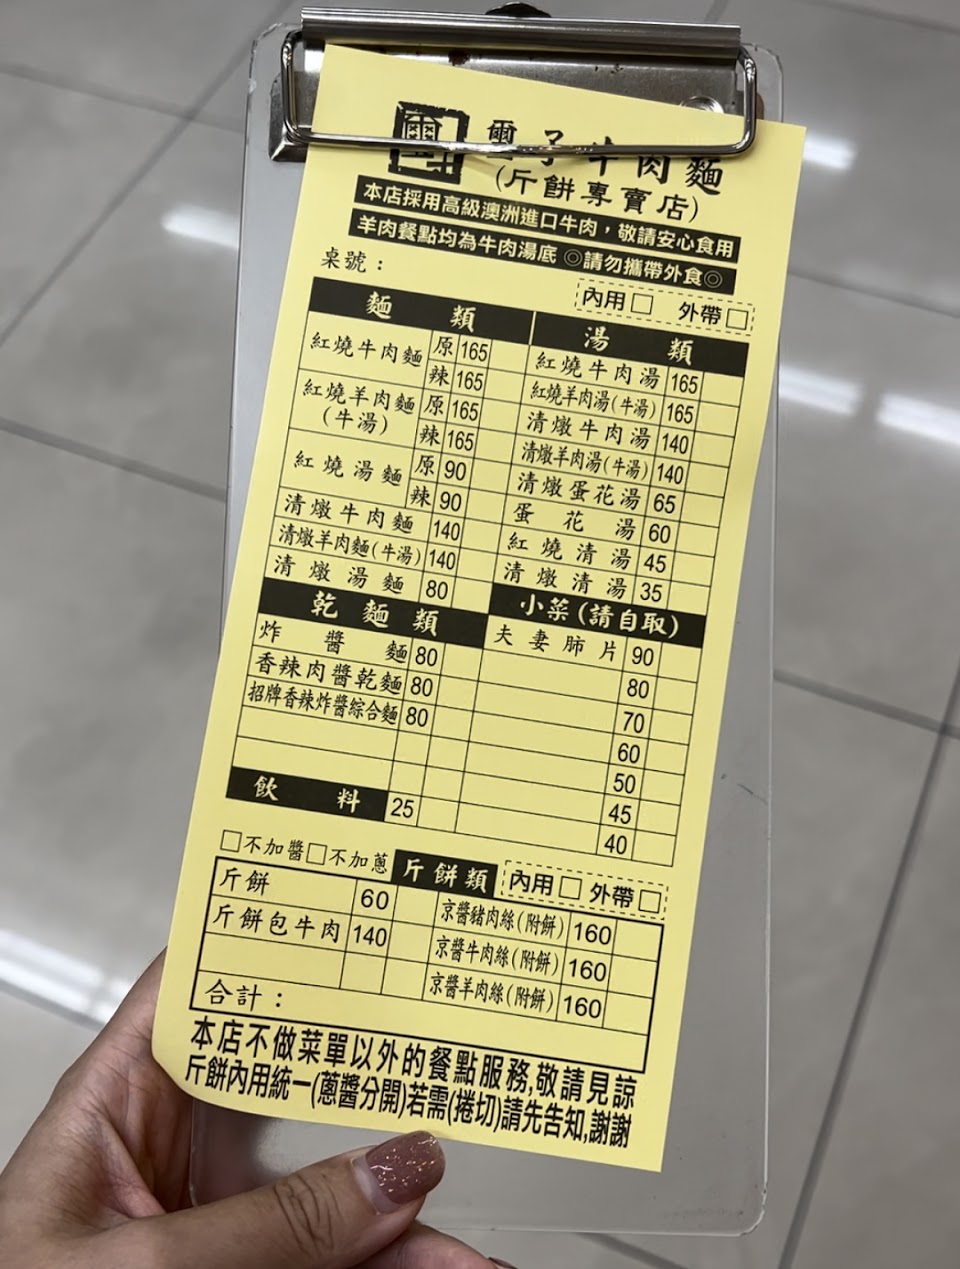 子牛肉麵
(斤餅專賣店)
本店採用高級澳洲進口牛肉，敬請安心食用
羊肉餐點均為牛肉湯底 ◎請勿攜帶外食◎
桌號：
內用□ 外帶□
麵類
紅燒牛肉麵 原 165
辣 165
紅燒羊肉麵(牛湯) 原 165
辣 165
紅燒湯麵 原 90
辣 90
清燉牛肉麵 140
清燉羊肉麵(牛湯) 140
清燉湯麵 80
湯類
紅燒牛肉湯 165
紅燒羊肉湯(牛湯) 165
清燉牛肉湯 140
清燉羊肉湯(牛湯) 140
清燉蛋花湯 65
蛋花湯 60
紅燒清湯 45
清燉清湯 35
乾麵類
炸醬麵 80
香辣肉醬乾麵 80
招牌香辣炸醬綜合麵 80
飲料 25
小菜(請自取)
夫妻肺片 90
80
70
60
50
45
40
□不加醬□不加蔥
斤餅類
內用□ 外帶□
斤餅 60
斤餅包牛肉 140
京醬豬肉絲(附餅) 160
京醬牛肉絲(附餅) 160
京醬羊肉絲(附餅) 160
合計：
本店不做菜單以外的餐點服務,敬請見諒
斤餅內用統一(蔥醬分開)若需(捲切)請先告知,謝謝